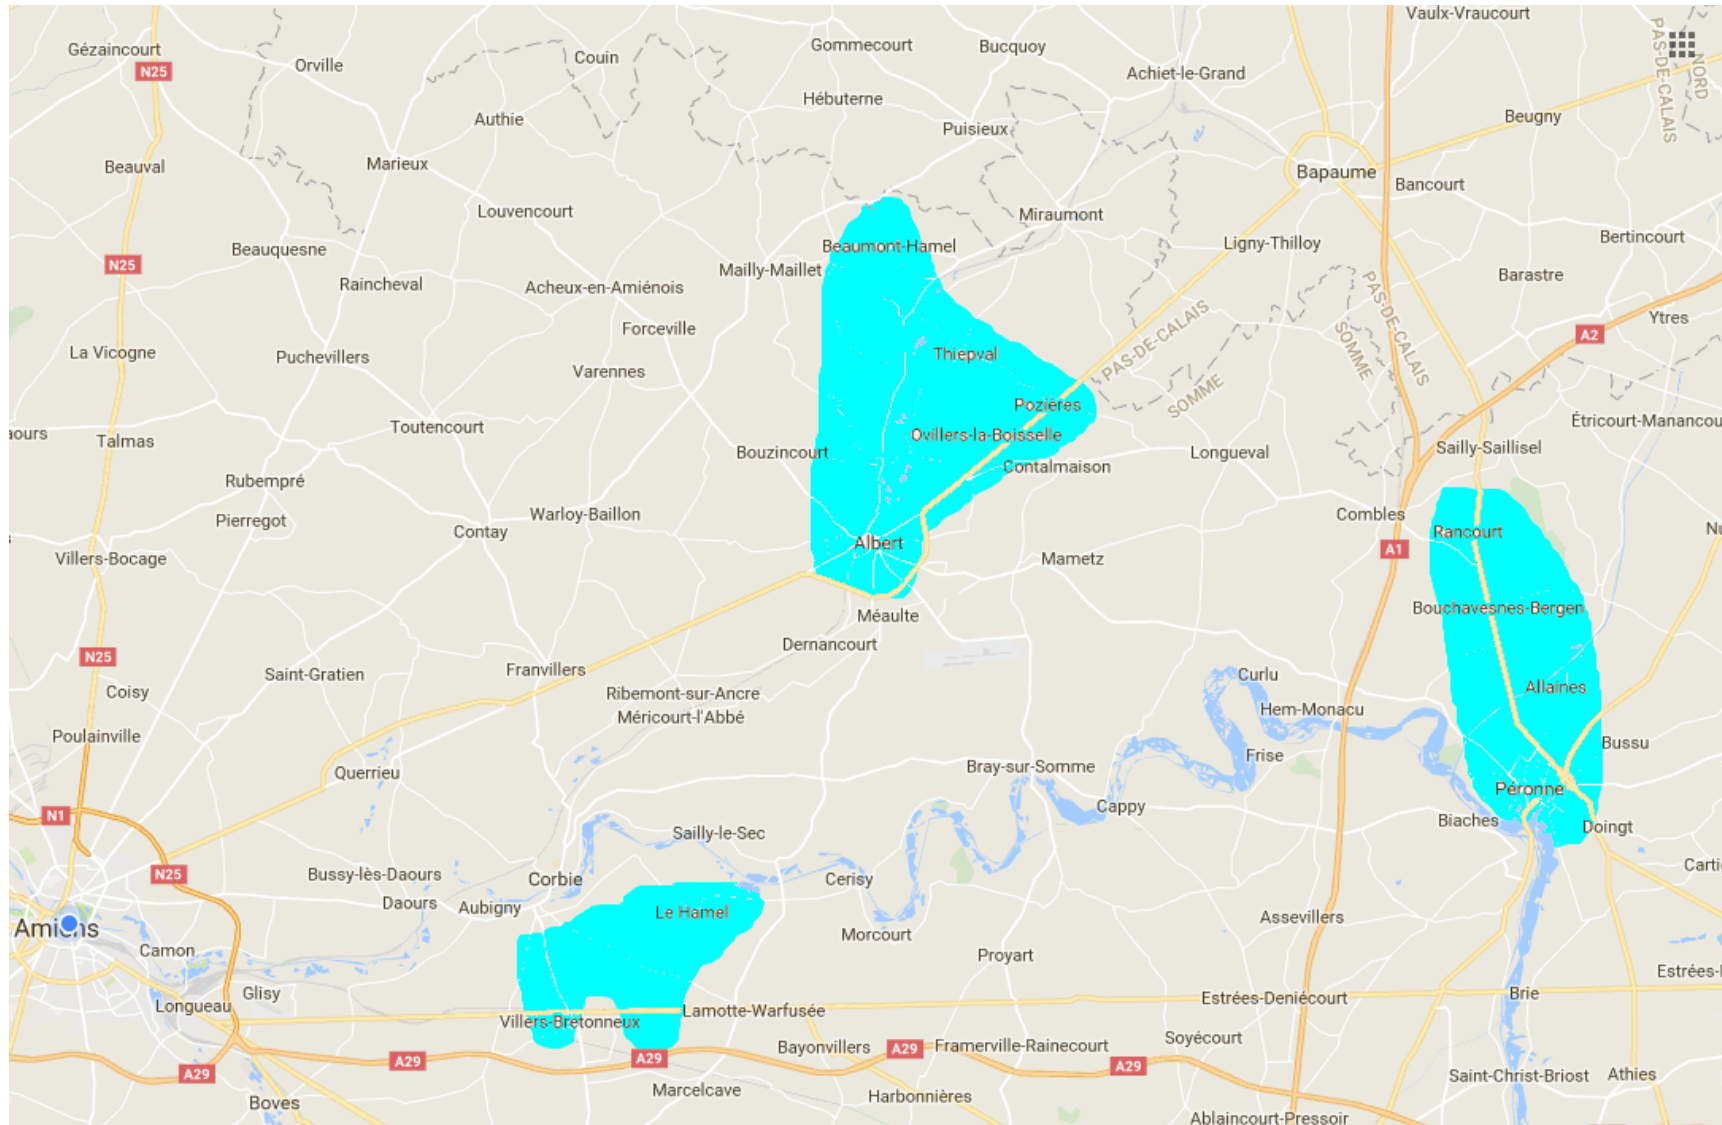 Vaulx-Vraucourt
Gézaincourt
Gommecourt
Bucquoy
Orville
Couin
N25
Achiet-le-Grand
PAS-DE-CALAIS
NORD
Hébuterne
Authie
Puisieux
Beugny
Beauval
Marieux
Bapaume
Bancourt
Louvencourt
Miraumont
Bertincourt
Beauquesne
Beaumont-Hamel
Ligny-Thilloy
N25
Mailly-Maillet
Barastre
Raincheval
Acheux-en-Amiénois
Ytres
Forceville
A2
PAS-DE-CALAIS
SOMME
PAS-DE-CALAIS
SOMME
La Vicogne
Puchevillers
Thiepval
Varennes
Pozières
Étricourt-Manancou
aours
Talmas
Toutencourt
Ovillers-la-Boisselle
Bouzincourt
Contalmaison
Longueval
Sailly-Saillisel
Rubempré
Pierregot
Warloy-Baillon
Combles
Contay
Rancourt
Nu
Albert
A1
Villers-Bocage
Mametz
Méaulte
Bouchavesnes-Bergen
Dernancourt
N25
Saint-Gratien
Franvillers
Curlu
Coisy
Ribemont-sur-Ancre
Allaines
Méricourt-l'Abbé
Hem-Monacu
Poulainville
Frise
Bussu
Querrieu
Bray-sur-Somme
Péronne
Cappy
N1
Biaches
Doingt
Sailly-le-Sec
Carti
N25
Bussy-lès-Daours
Corbie
Cerisy
Daours
Aubigny
Le Hamel
Assevillers
Amiens
Morcourt
Camon
Proyart
Estrées-
Glisy
Brie
Longueau
Estrées-Deniécourt
Lamotte-Warfusée
Villers-Bretonneux
Soyécourt
Bayonvillers
A29
Framerville-Rainecourt
A29
A29
A29
A29
Saint-Christ-Briost
Athies
Marcelcave
Harbonnières
Boves
Ablaincourt-Pressoir